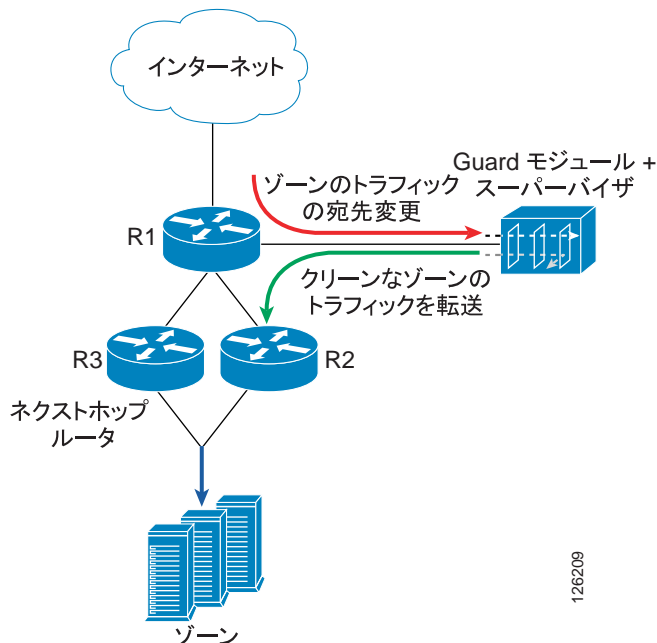 インターネット
Guard モジュール +
スーパーバイザ
ゾーンのトラフィック
の宛先変更
R1
クリーンなゾーンの
トラフィックを転送
R3
R2
ネクストホップ
ルータ
ゾーン
126209